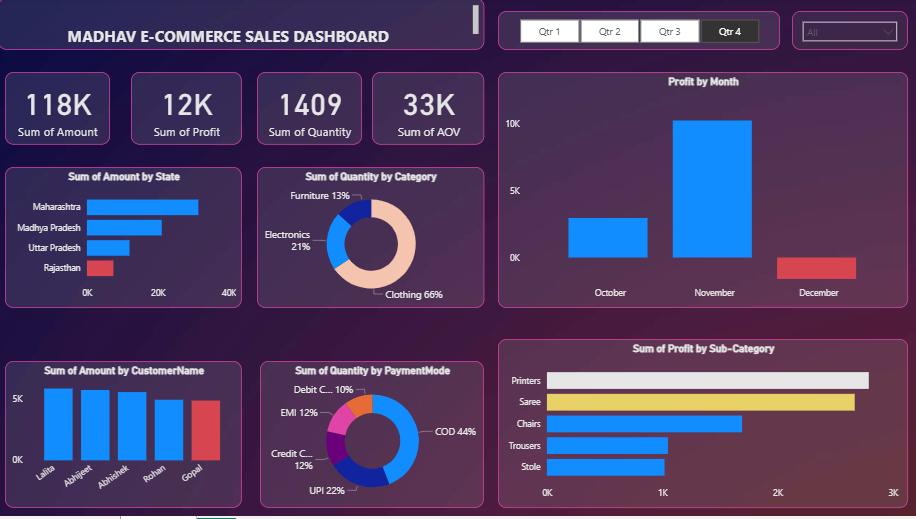 MADHAV E-COMMERCE SALES DASHBOARD
Qtr 1
Qtr 2
Qtr 3
Qtr 4
All
118K
Sum of Amount
12K
Sum of Profit
1409
Sum of Quantity
33K
Sum of AOV
Profit by Month
10K
5K
0K
October
November
December
Sum of Amount by State
Maharashtra
Madhya Pradesh
Uttar Pradesh
Rajasthan
0K
20K
40K
Sum of Quantity by Category
Furniture 13%
Electronics
21%
Clothing 66%
Sum of Amount by CustomerName
5K
0K
Lalita
Abhijeet
Abhishek
Rohan
Gopal
Sum of Quantity by PaymentMode
Debit C... 10%
EMI 12%
Credit C...
12%
UPI 22%
COD 44%
Sum of Profit by Sub-Category
Printers
Saree
Chairs
Trousers
Stole
0K
1K
2K
3K